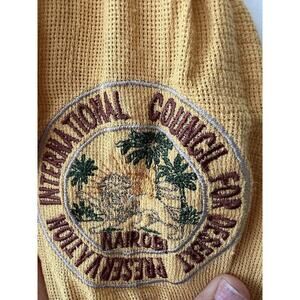 INTERNATIONAL COUNCIL FOR DESERT PRESERVATION
NAIROBI